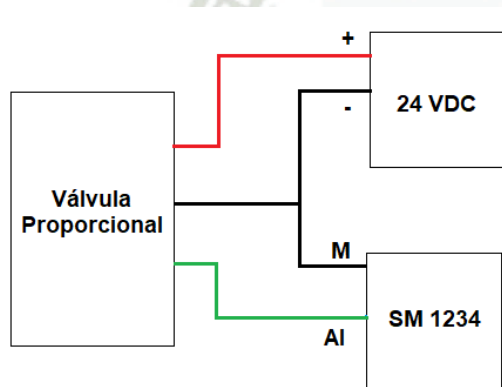 +
24 VDC
-
Válvula
Proporcional
M
SM 1234
AI